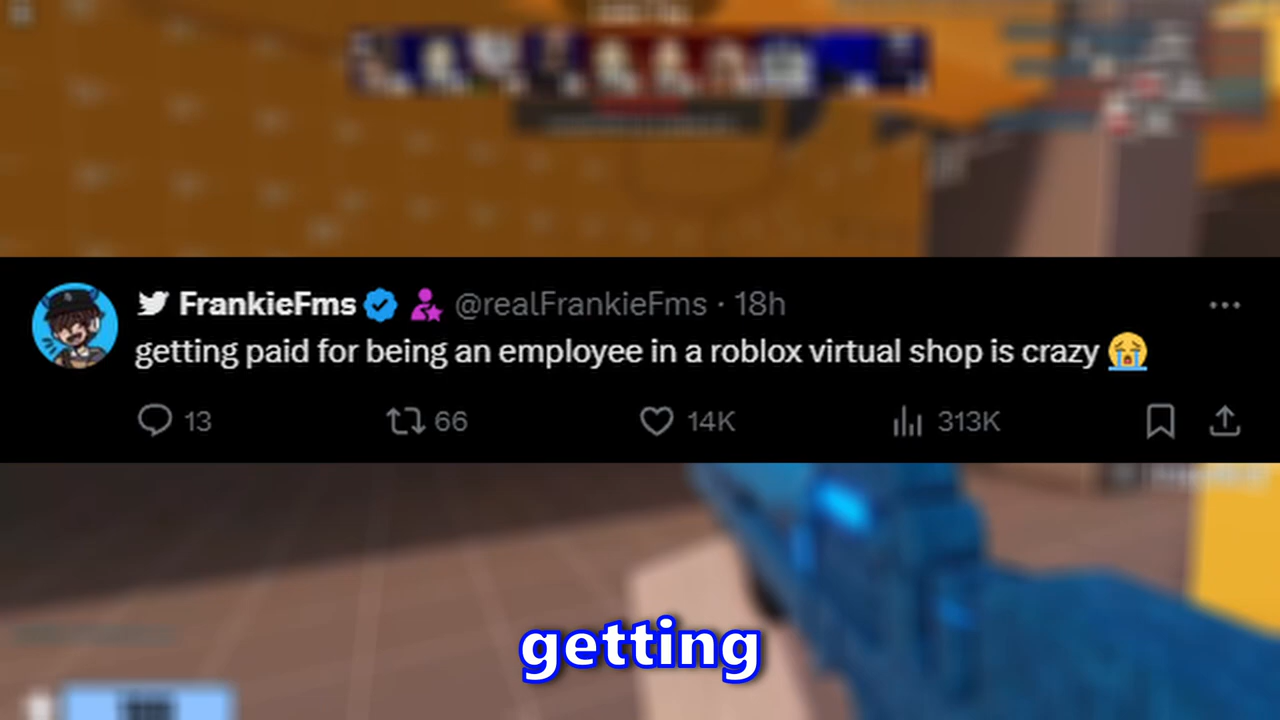 FrankieFms @realFrankieFms · 18h
getting paid for being an employee in a roblox virtual shop is crazy 😭
13 66 14K 313K
getting